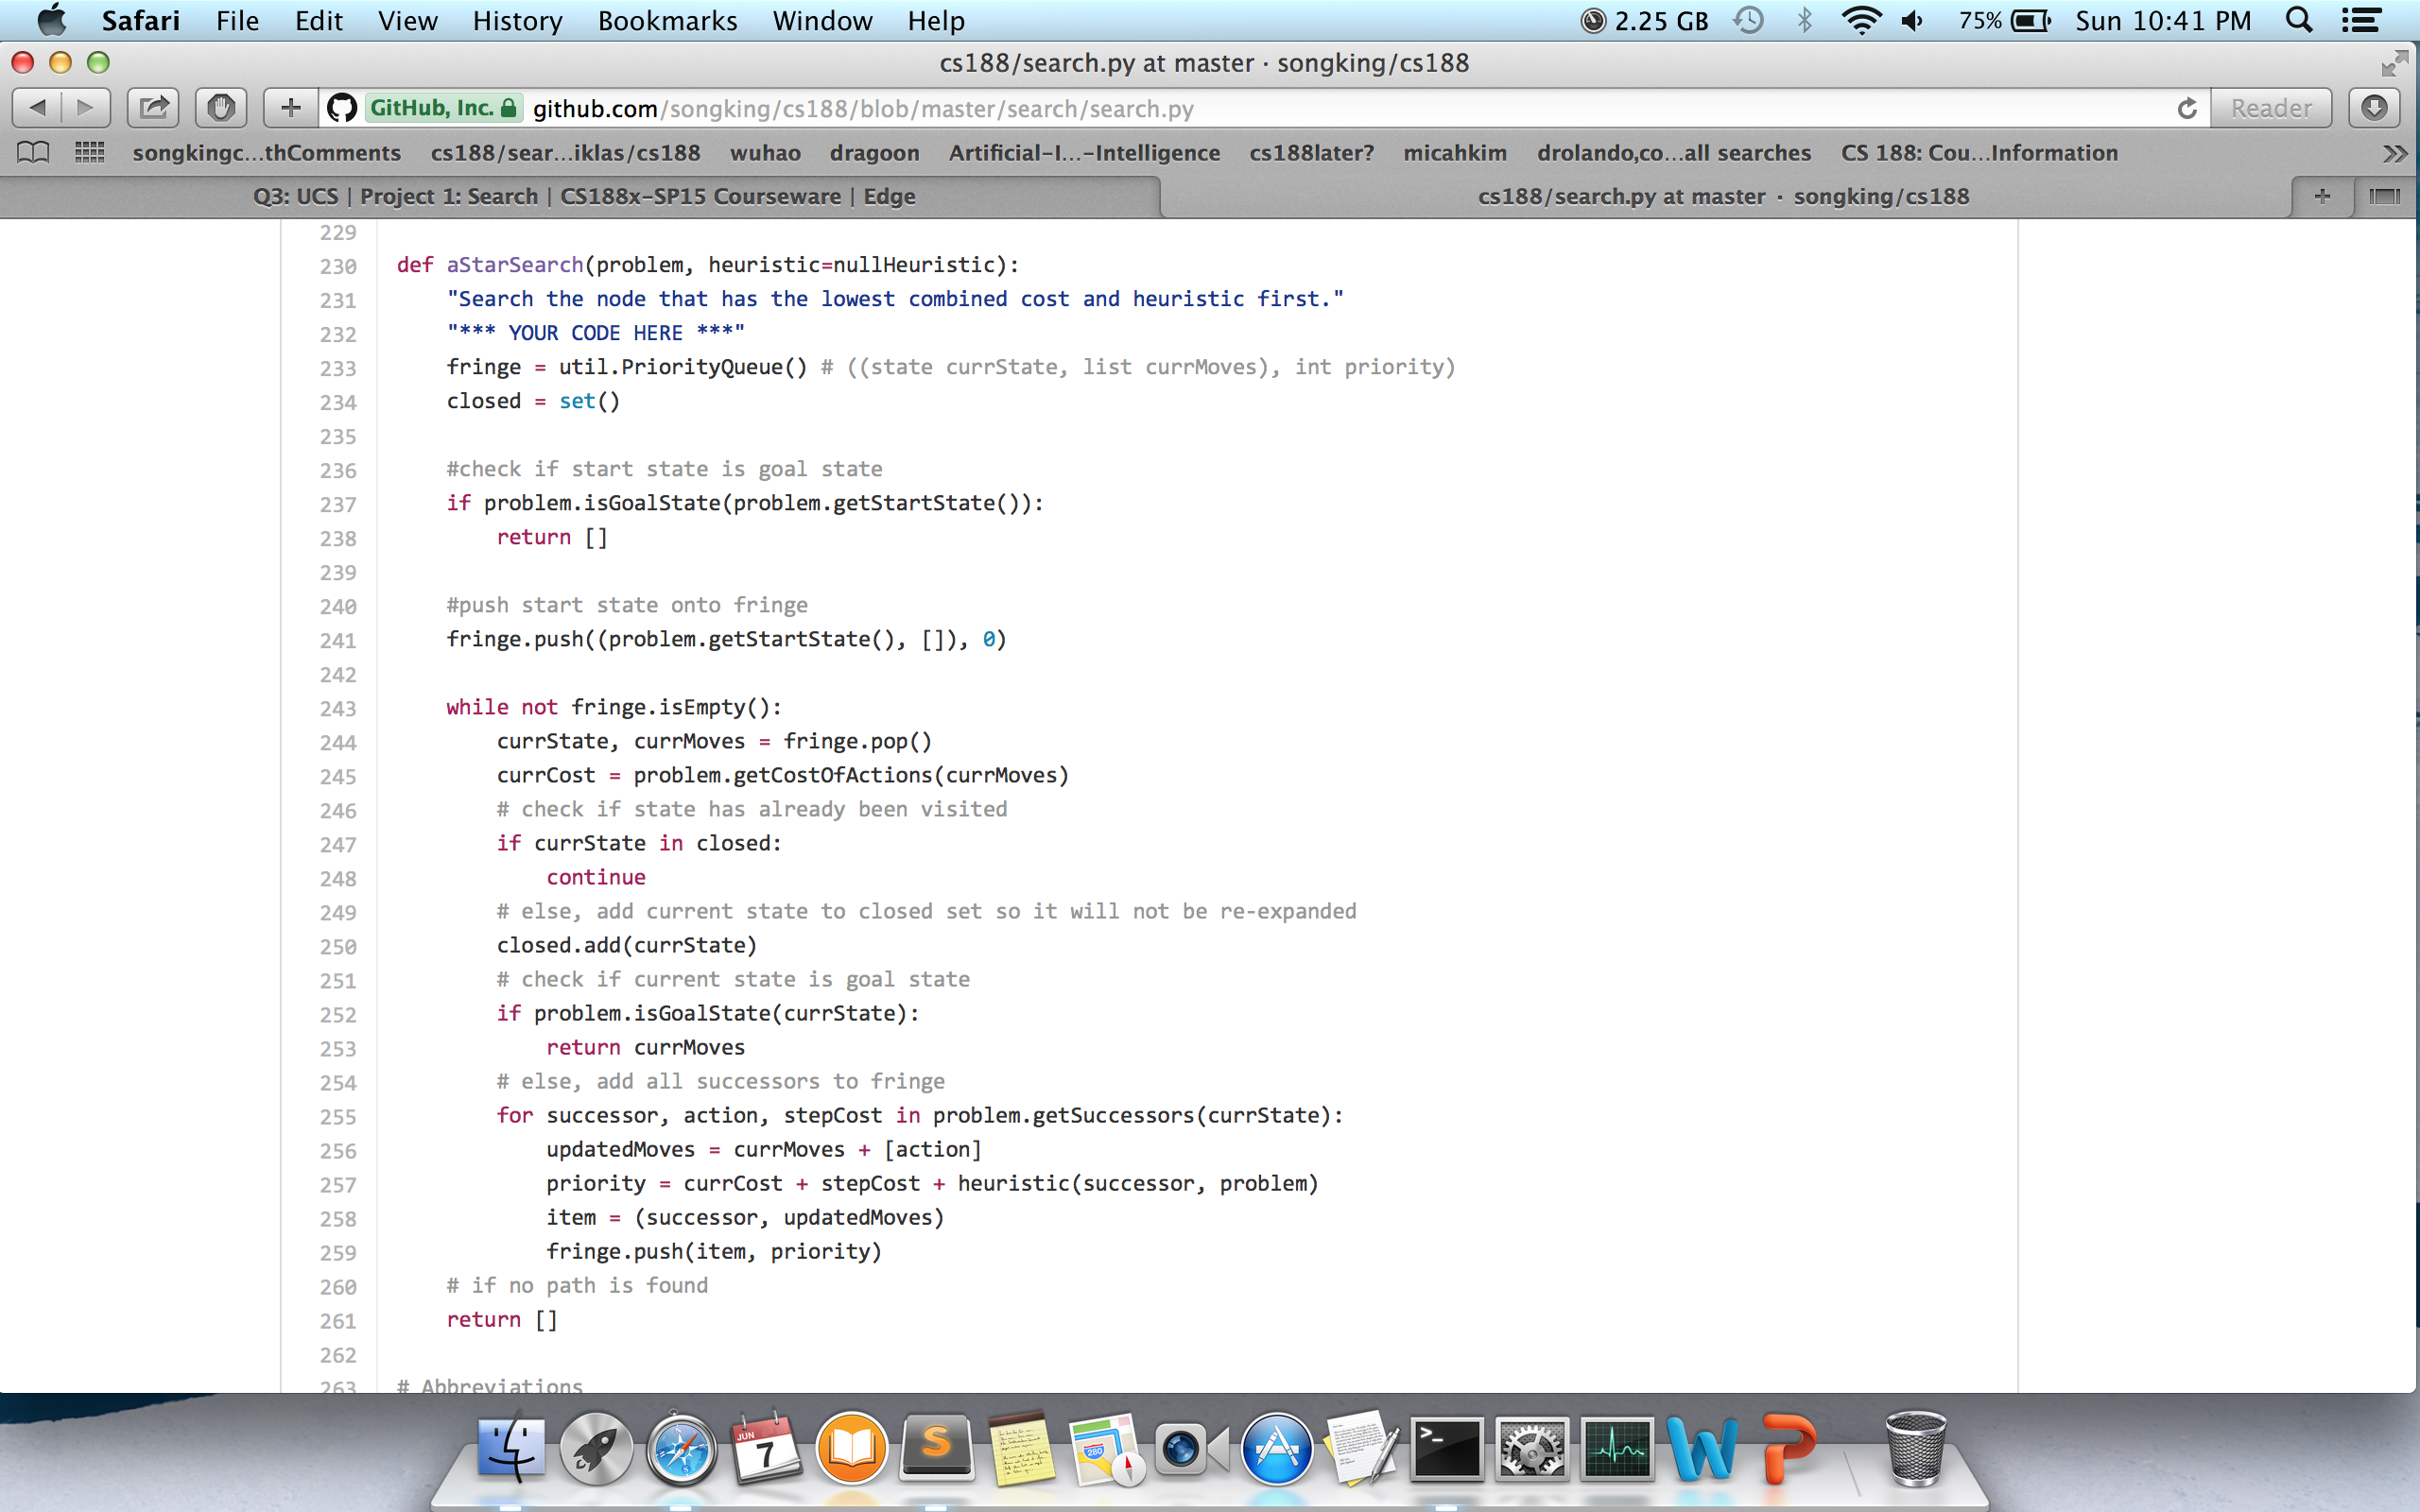 Safari File Edit View History Bookmarks Window Help 2.25 GB 75% Sun 10:41 PM
cs188/search.py at master · songking/cs188
GitHub, Inc. github.com/songking/cs188/blob/master/search/search.py Reader
songkingc...thComments cs188/sear...iklas/cs188 wuhao dragoon Artificial-I...-Intelligence cs188later? micahkim drolando,co...all searches CS 188: Cou...Information
Q3: UCS | Project 1: Search | CS188x-SP15 Courseware | Edge cs188/search.py at master · songking/cs188
229
230 def aStarSearch(problem, heuristic=nullHeuristic):
231     "Search the node that has the lowest combined cost and heuristic first."
232     "*** YOUR CODE HERE ***"
233     fringe = util.PriorityQueue() # ((state currState, list currMoves), int priority)
234     closed = set()
235
236     #check if start state is goal state
237     if problem.isGoalState(problem.getStartState()):
238         return []
239
240     #push start state onto fringe
241     fringe.push((problem.getStartState(), []), 0)
242
243     while not fringe.isEmpty():
244         currState, currMoves = fringe.pop()
245         currCost = problem.getCostOfActions(currMoves)
246         # check if state has already been visited
247         if currState in closed:
248             continue
249         # else, add current state to closed set so it will not be re-expanded
250         closed.add(currState)
251         # check if current state is goal state
252         if problem.isGoalState(currState):
253             return currMoves
254         # else, add all successors to fringe
255         for successor, action, stepCost in problem.getSuccessors(currState):
256             updatedMoves = currMoves + [action]
257             priority = currCost + stepCost + heuristic(successor, problem)
258             item = (successor, updatedMoves)
259             fringe.push(item, priority)
260     # if no path is found
261     return []
262
263 # Abbreviations
JUN
7
280